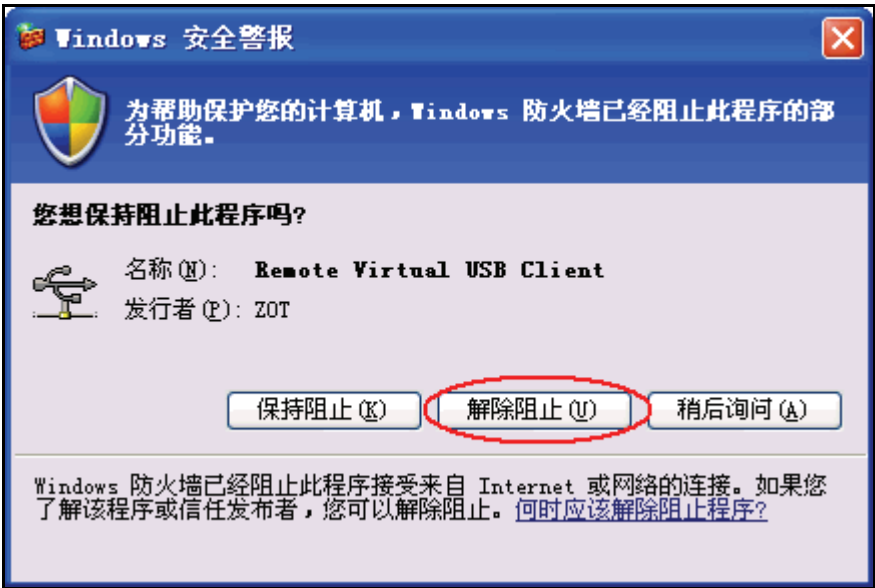 Windows 安全警报
为帮助保护您的计算机，Windows 防火墙已经阻止此程序的部
分功能。
您想保持阻止此程序吗?
名称(N): Remote Virtual USB Client
发行者(P): ZOT
保持阻止(K) 解除阻止(U) 稍后询问(A)
Windows 防火墙已经阻止此程序接受来自 Internet 或网络的连接。如果您
了解该程序或信任发布者，您可以解除阻止。何时应该解除阻止程序?